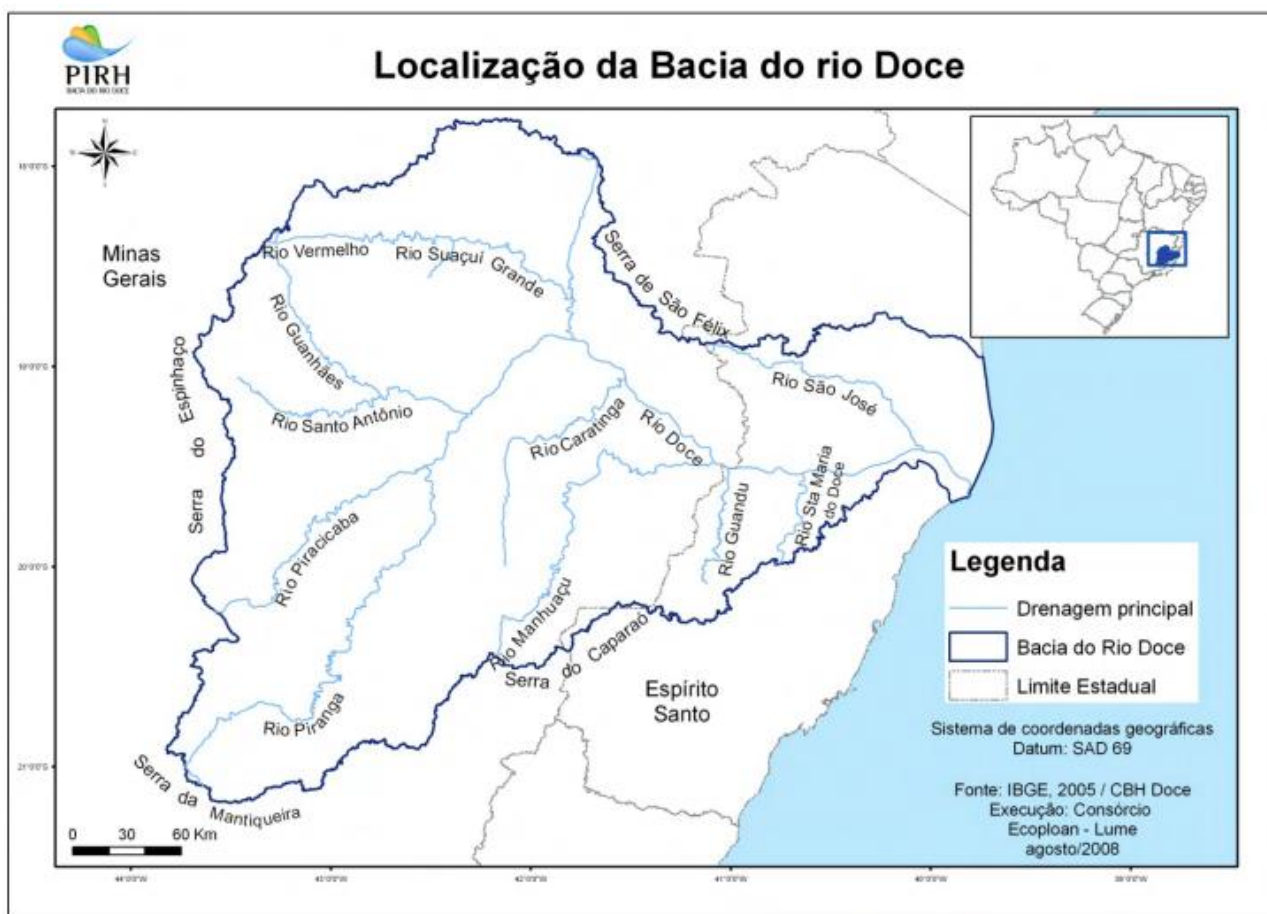 PIRH
BACIA DO RIO DOCE
Localização da Bacia do rio Doce
Minas
Gerais
Rio Vermelho
Rio Suaçuí Grande
Serra de São Félix
Rio Guanhães
Serra do Espinhaço
Rio Santo Antônio
Rio Caratinga
Rio Doce
Rio São José
Rio Piracicaba
Rio Guandu
Rio Sta Maria
do Doce
Rio Manhuaçu
Serra do Caparaó
Rio Piranga
Serra da Mantiqueira
Espírito
Santo
0 30 60 Km
Legenda
Drenagem principal
Bacia do Rio Doce
Limite Estadual
Sistema de coordenadas geográficas
Datum: SAD 69
Fonte: IBGE, 2005 / CBH Doce
Execução: Consórcio
Ecoploan - Lume
agosto/2008